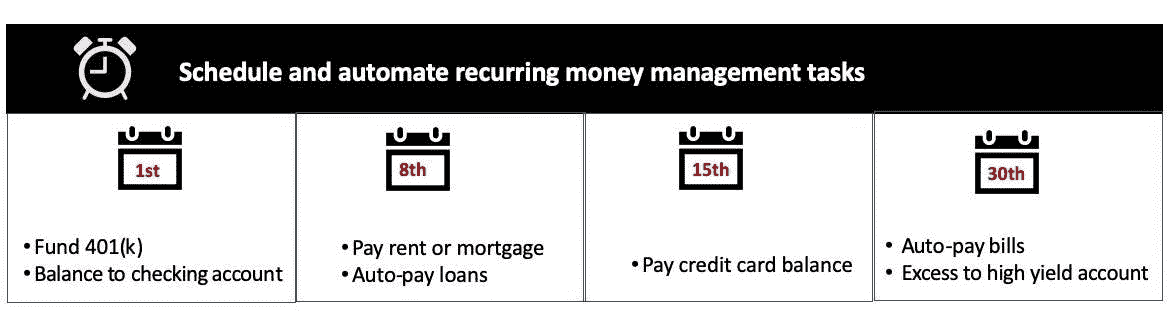 Schedule and automate recurring money management tasks
1st
• Fund 401(k)
• Balance to checking account
8th
• Pay rent or mortgage
• Auto-pay loans
15th
• Pay credit card balance
30th
• Auto-pay bills
• Excess to high yield account